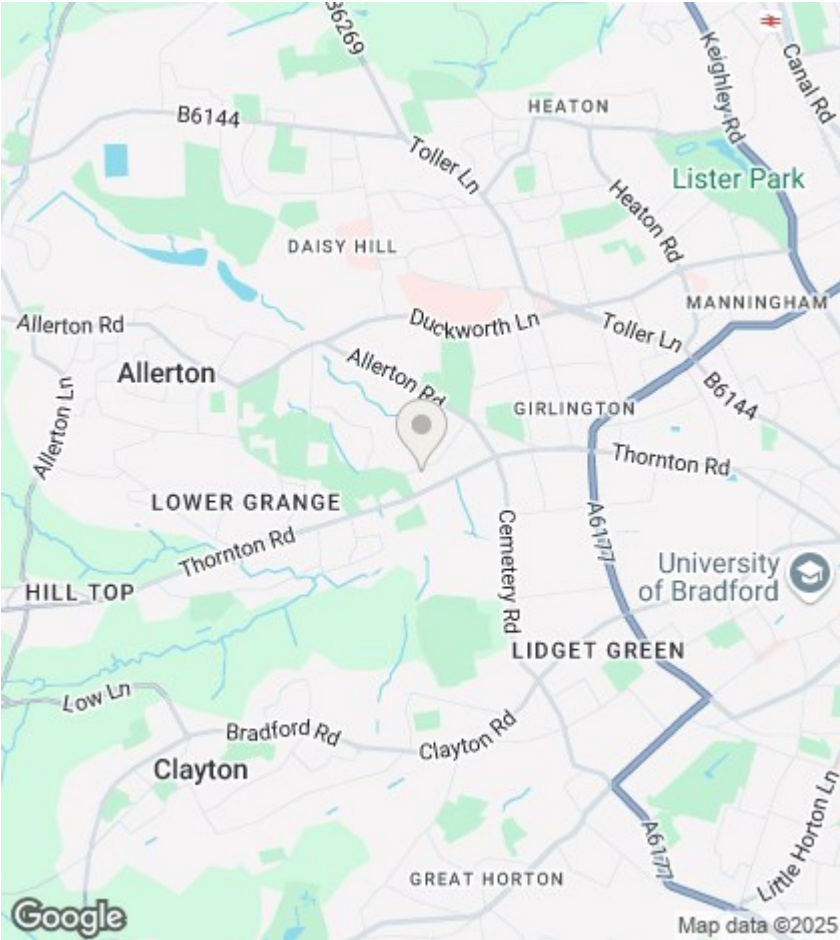 B6269
Canal Rd
Keighley Rd
HEATON
B6144
Toller Ln
Lister Park
Heaton Rd
DAISY HILL
MANNINGHAM
Allerton Rd
Duckworth Ln
Toller Ln
Allerton
Allerton Rd
B6144
Allerton Ln
GIRLINGTON
Thornton Rd
LOWER GRANGE
A6177
Cemetery Rd
Thornton Rd
University
of Bradford
HILL TOP
LIDGET GREEN
Low Ln
Bradford Rd
Clayton Rd
Clayton
Little Horton Ln
A6177
GREAT HORTON
Google
Map data ©2025